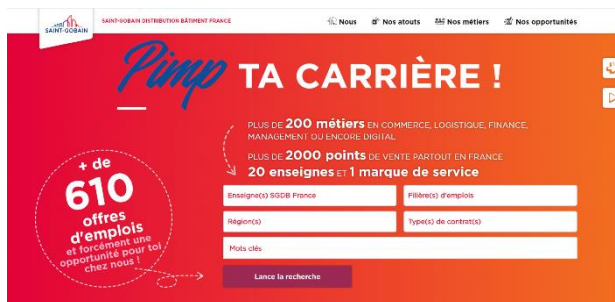 SAINT-GOBAIN
SAINT-GOBAIN DISTRIBUTION BÂTIMENT FRANCE
Nous
Nos atouts
Nos métiers
Nos opportunités
Pimp TA CARRIÈRE !
PLUS DE 200 métiers EN COMMERCE, LOGISTIQUE, FINANCE,
MANAGEMENT OU ENCORE DIGITAL
PLUS DE 2000 points DE VENTE PARTOUT EN FRANCE
20 enseignes ET 1 marque de service
+ de
610
offres
d'emplois
et forcément une
opportunité pour toi
chez nous !
Enseigne(s) SGDB France
Filière(s) d'emplois
Région(s)
Type(s) de contrat(s)
Mots clés
Lance la recherche